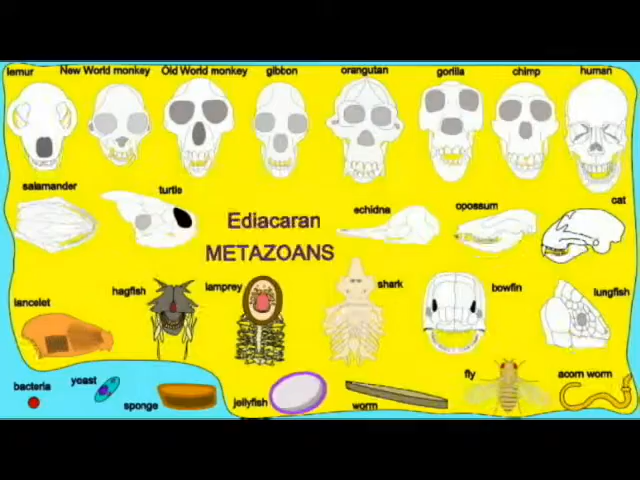 lemur
New World monkey
Old World monkey
gibbon
orangutan
gorilla
chimp
human
salamander
turtle
echidna
opossum
cat
Ediacaran
METAZOANS
lancelet
hagfish
lamprey
shark
bowfin
lungfish
bacteria
yeast
sponge
jellyfish
worm
fly
acorn worm